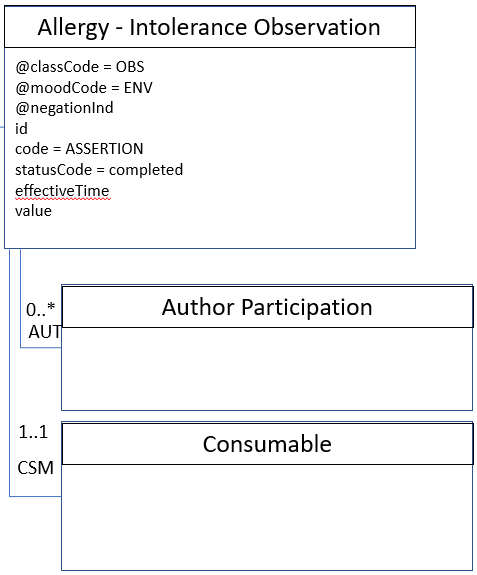 Allergy - Intolerance Observation
@classCode = OBS
@moodCode = ENV
@negationInd
id
code = ASSERTION
statusCode = completed
effectiveTime
value
0..*
AUT
Author Participation
1..1
CSM
Consumable